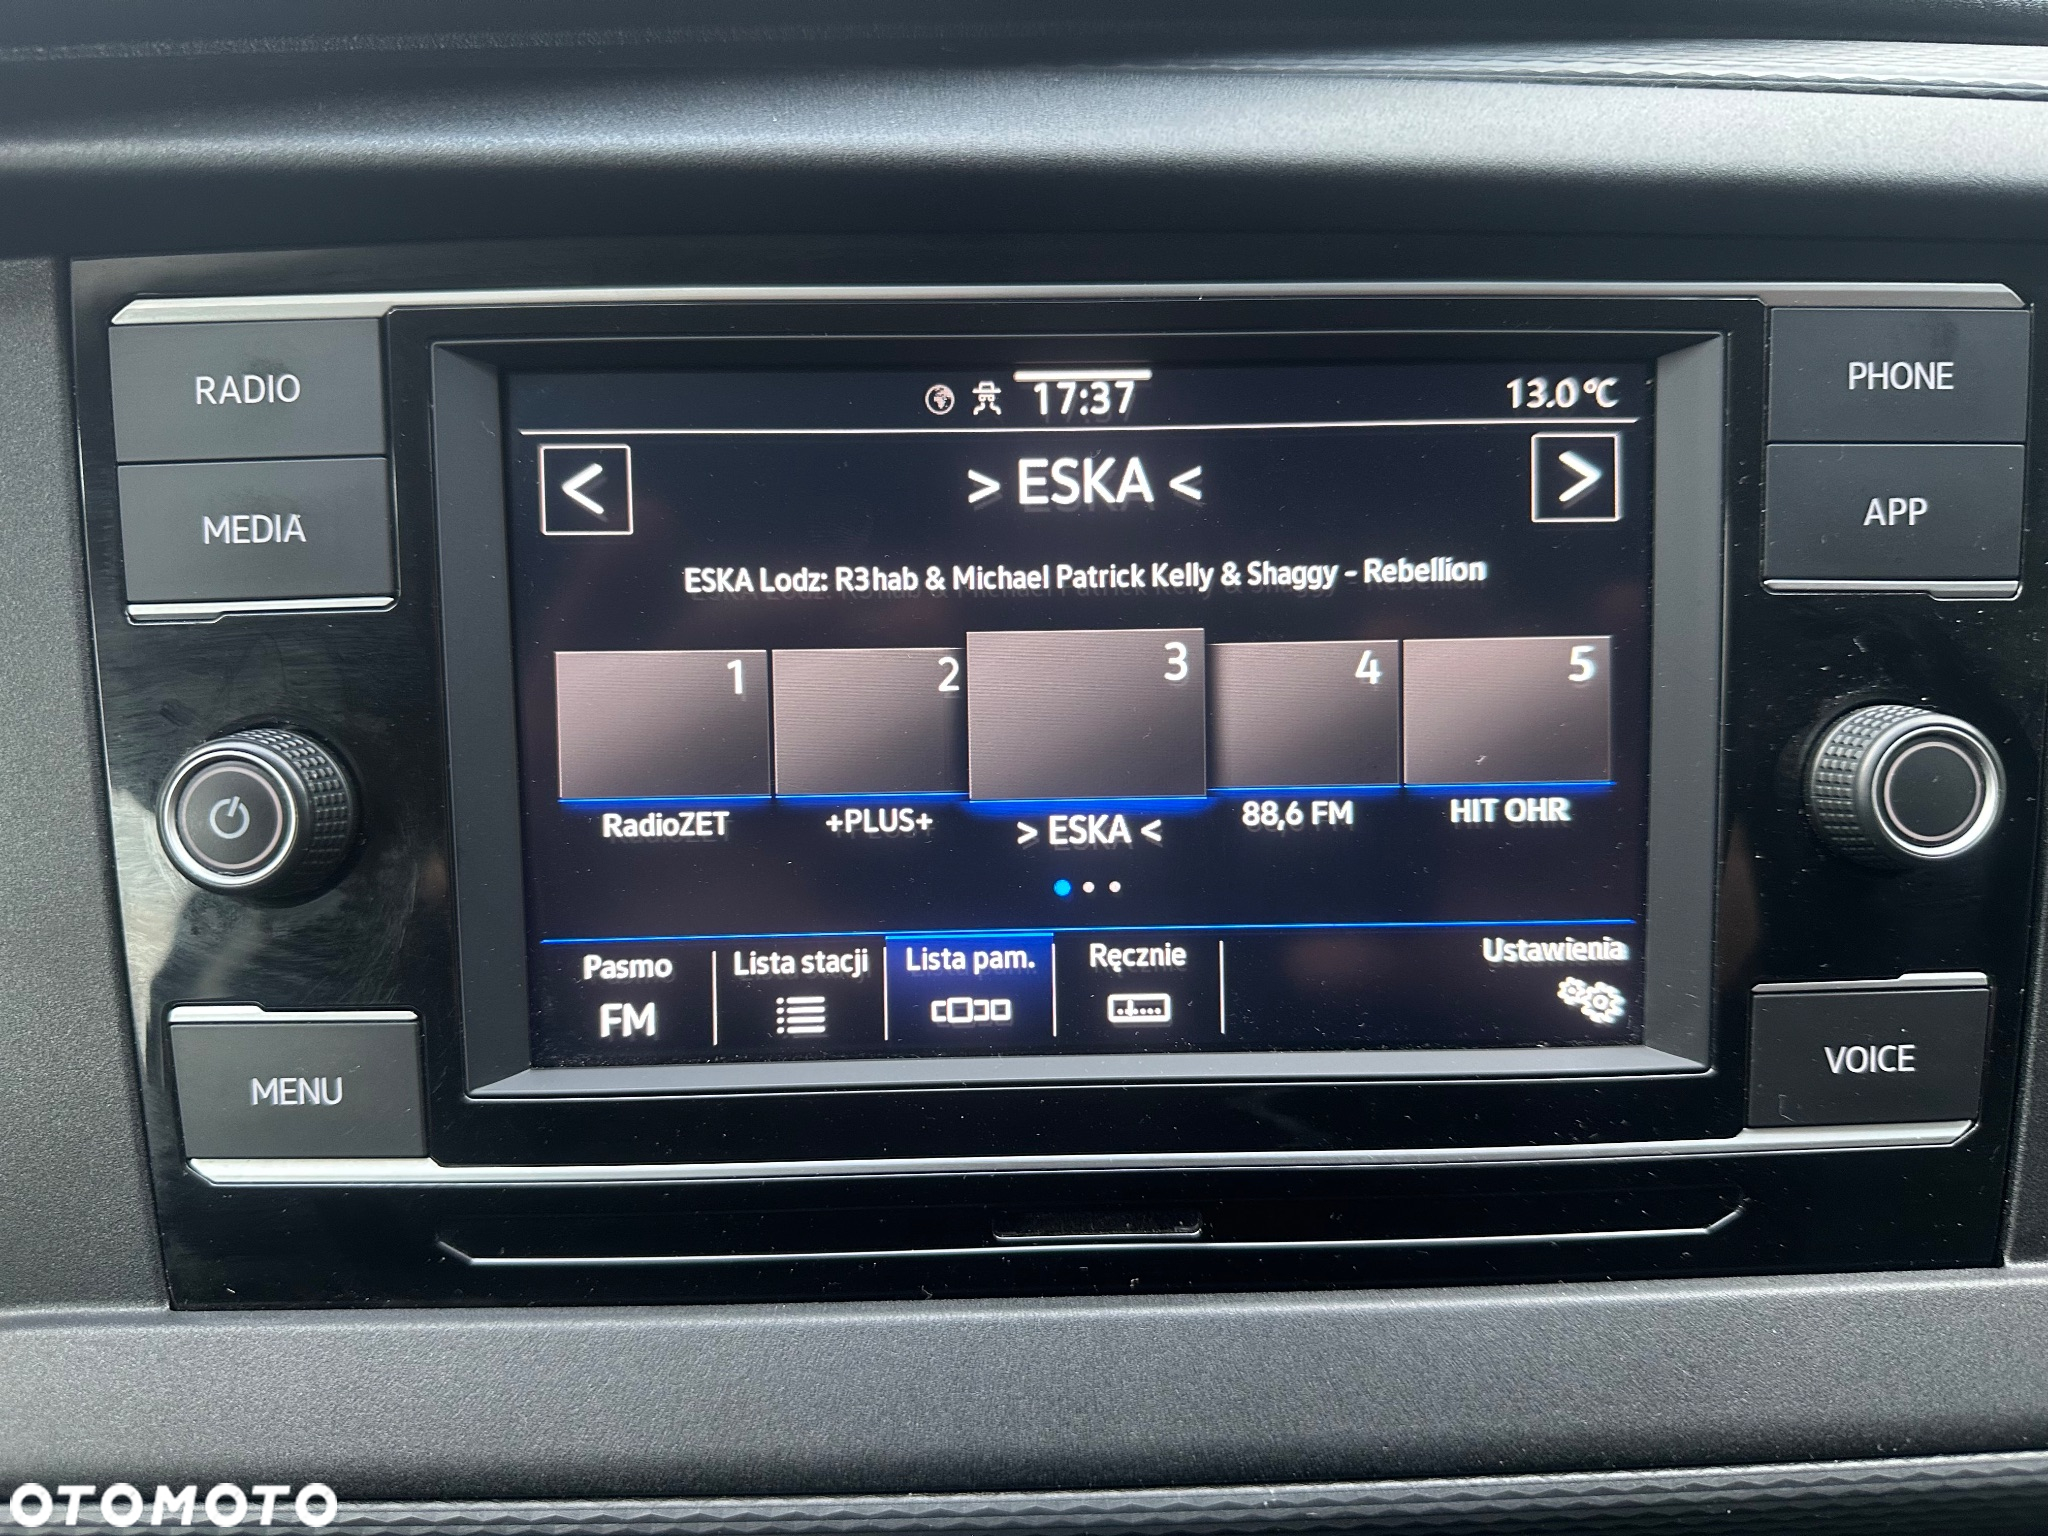 RADIO
MEDIA
MENU
PHONE
APP
VOICE
17:37
13.0 °C
< > ESKA < >
ESKA Lodz: R3hab & Michael Patrick Kelly & Shaggy - Rebellion
1 2 3 4 5
RadioZET +PLUS+ > ESKA < 88,6 FM HIT OHR
Pasmo Lista stacji Lista pam. Ręcznie Ustawienia
FM
OTOMOTO